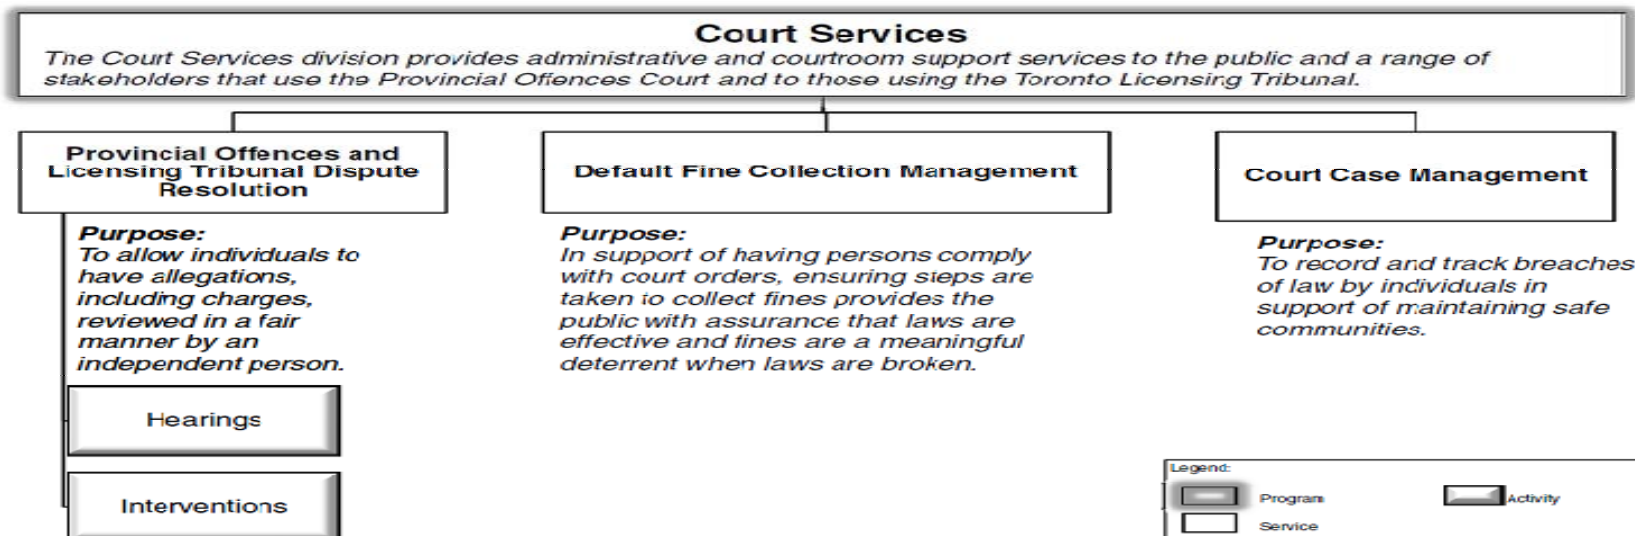 Court Services
The Court Services division provides administrative and courtroom support services to the public and a range of
stakeholders that use the Provincial Offences Court and to those using the Toronto Licensing Tribunal.
Provincial Offences and
Licensing Tribunal Dispute
Resolution
Purpose:
To allow individuals to
have allegations,
including charges,
reviewed in a fair
manner by an
independent person.
Hearings
Interventions
Default Fine Collection Management
Purpose:
In support of having persons comply
with court orders, ensuring steps are
taken to collect fines provides the
public with assurance that laws are
effective and fines are a meaningful
deterrent when laws are broken.
Court Case Management
Purpose:
To record and track breaches
of law by individuals in
support of maintaining safe
communities.
Legend:
Program
Activity
Service